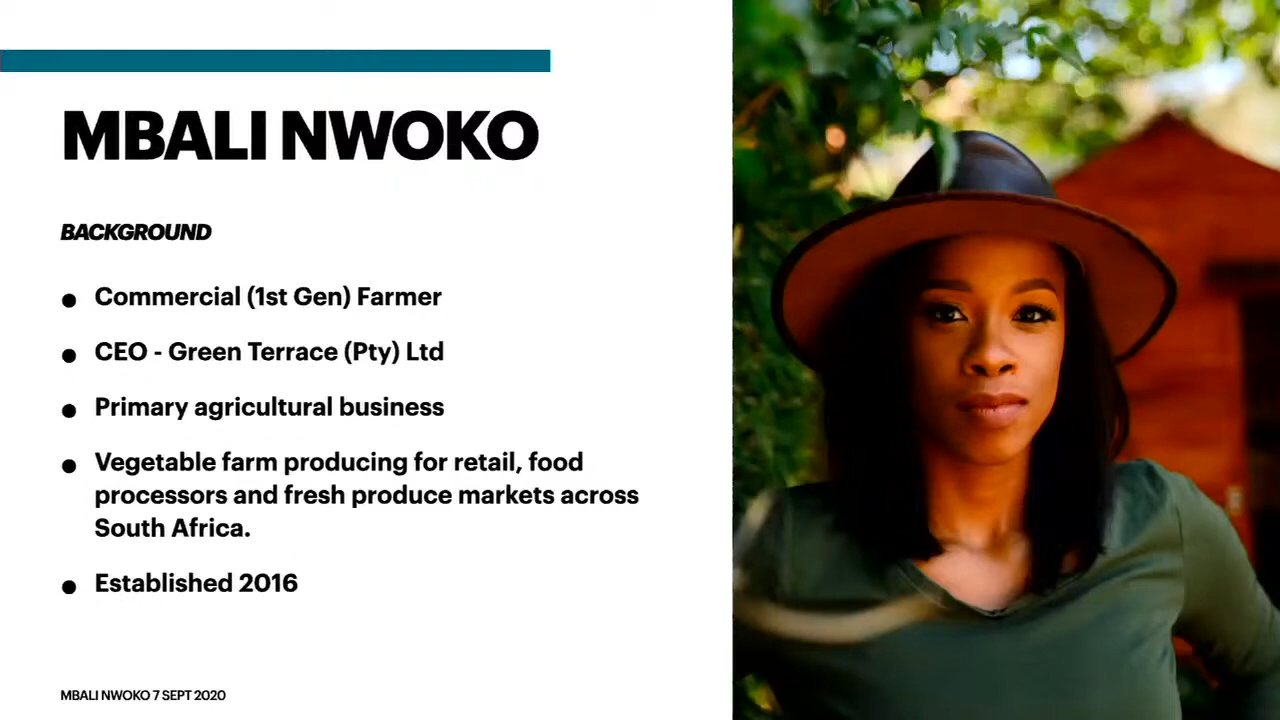 MBALI NWOKO
BACKGROUND
Commercial (1st Gen) Farmer
CEO - Green Terrace (Pty) Ltd
Primary agricultural business
Vegetable farm producing for retail, food
processors and fresh produce markets across
South Africa.
Established 2016
MBALI NWOKO 7 SEPT 2020